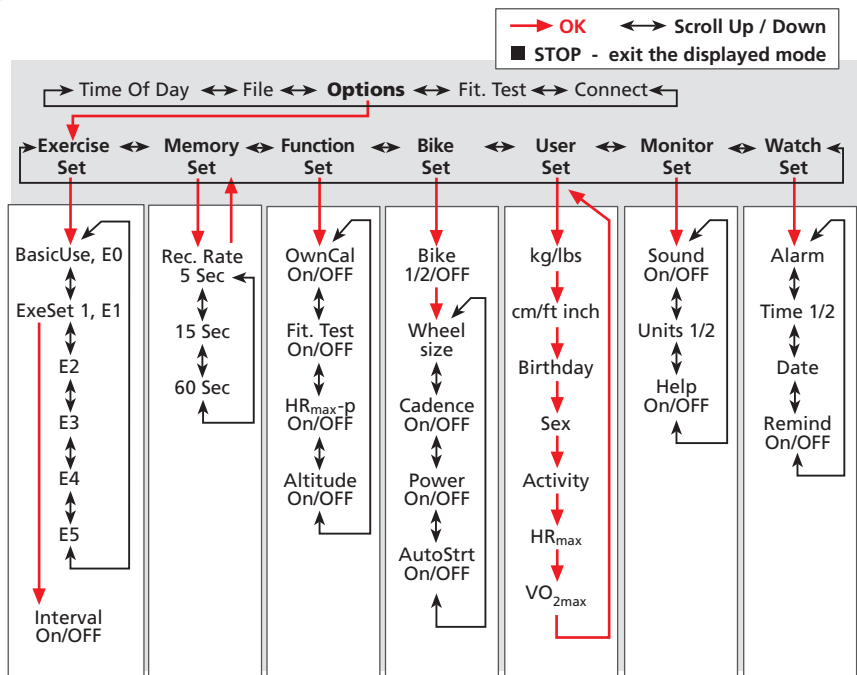 OK Scroll Up / Down
STOP - exit the displayed mode
Time Of Day File Options Fit. Test Connect
Exercise Memory Function Bike User Monitor Watch
Set Set Set Set Set Set Set
BasicUse, E0
ExeSet 1, E1
E2
E3
E4
E5
Interval
On/OFF
Rec. Rate
5 Sec
15 Sec
60 Sec
OwnCal
On/OFF
Fit. Test
On/OFF
HRmax-p
On/OFF
Altitude
On/OFF
Bike
1/2/OFF
Wheel
size
Cadence
On/OFF
Power
On/OFF
AutoStrt
On/OFF
kg/lbs
cm/ft inch
Birthday
Sex
Activity
HRmax
VO2max
Sound
On/OFF
Units 1/2
Help
On/OFF
Alarm
Time 1/2
Date
Remind
On/OFF